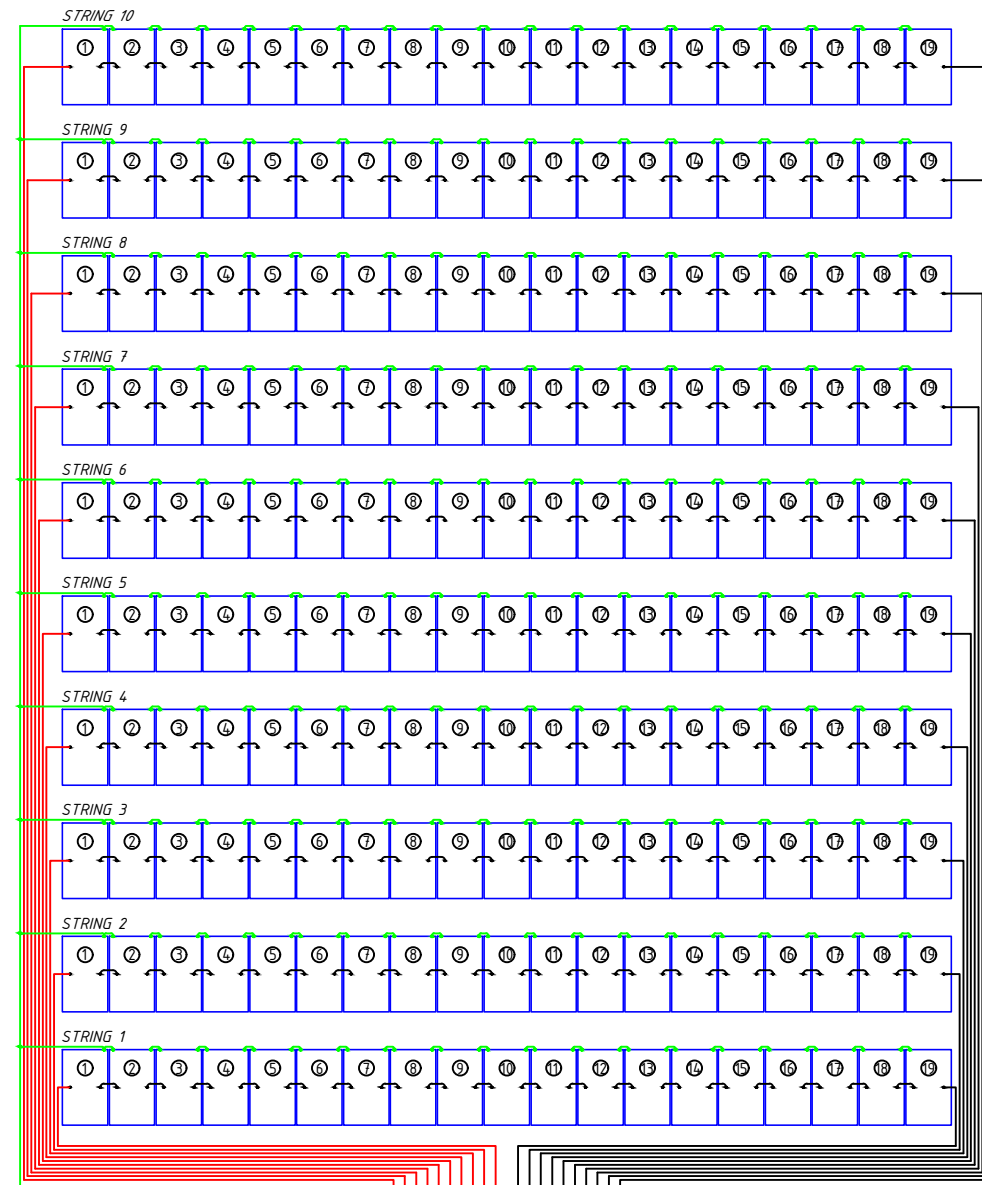 STRING 10
1 2 3 4 5 6 7 8 9 10 11 12 13 14 15 16 17 18 19
STRING 9
1 2 3 4 5 6 7 8 9 10 11 12 13 14 15 16 17 18 19
STRING 8
1 2 3 4 5 6 7 8 9 10 11 12 13 14 15 16 17 18 19
STRING 7
1 2 3 4 5 6 7 8 9 10 11 12 13 14 15 16 17 18 19
STRING 6
1 2 3 4 5 6 7 8 9 10 11 12 13 14 15 16 17 18 19
STRING 5
1 2 3 4 5 6 7 8 9 10 11 12 13 14 15 16 17 18 19
STRING 4
1 2 3 4 5 6 7 8 9 10 11 12 13 14 15 16 17 18 19
STRING 3
1 2 3 4 5 6 7 8 9 10 11 12 13 14 15 16 17 18 19
STRING 2
1 2 3 4 5 6 7 8 9 10 11 12 13 14 15 16 17 18 19
STRING 1
1 2 3 4 5 6 7 8 9 10 11 12 13 14 15 16 17 18 19